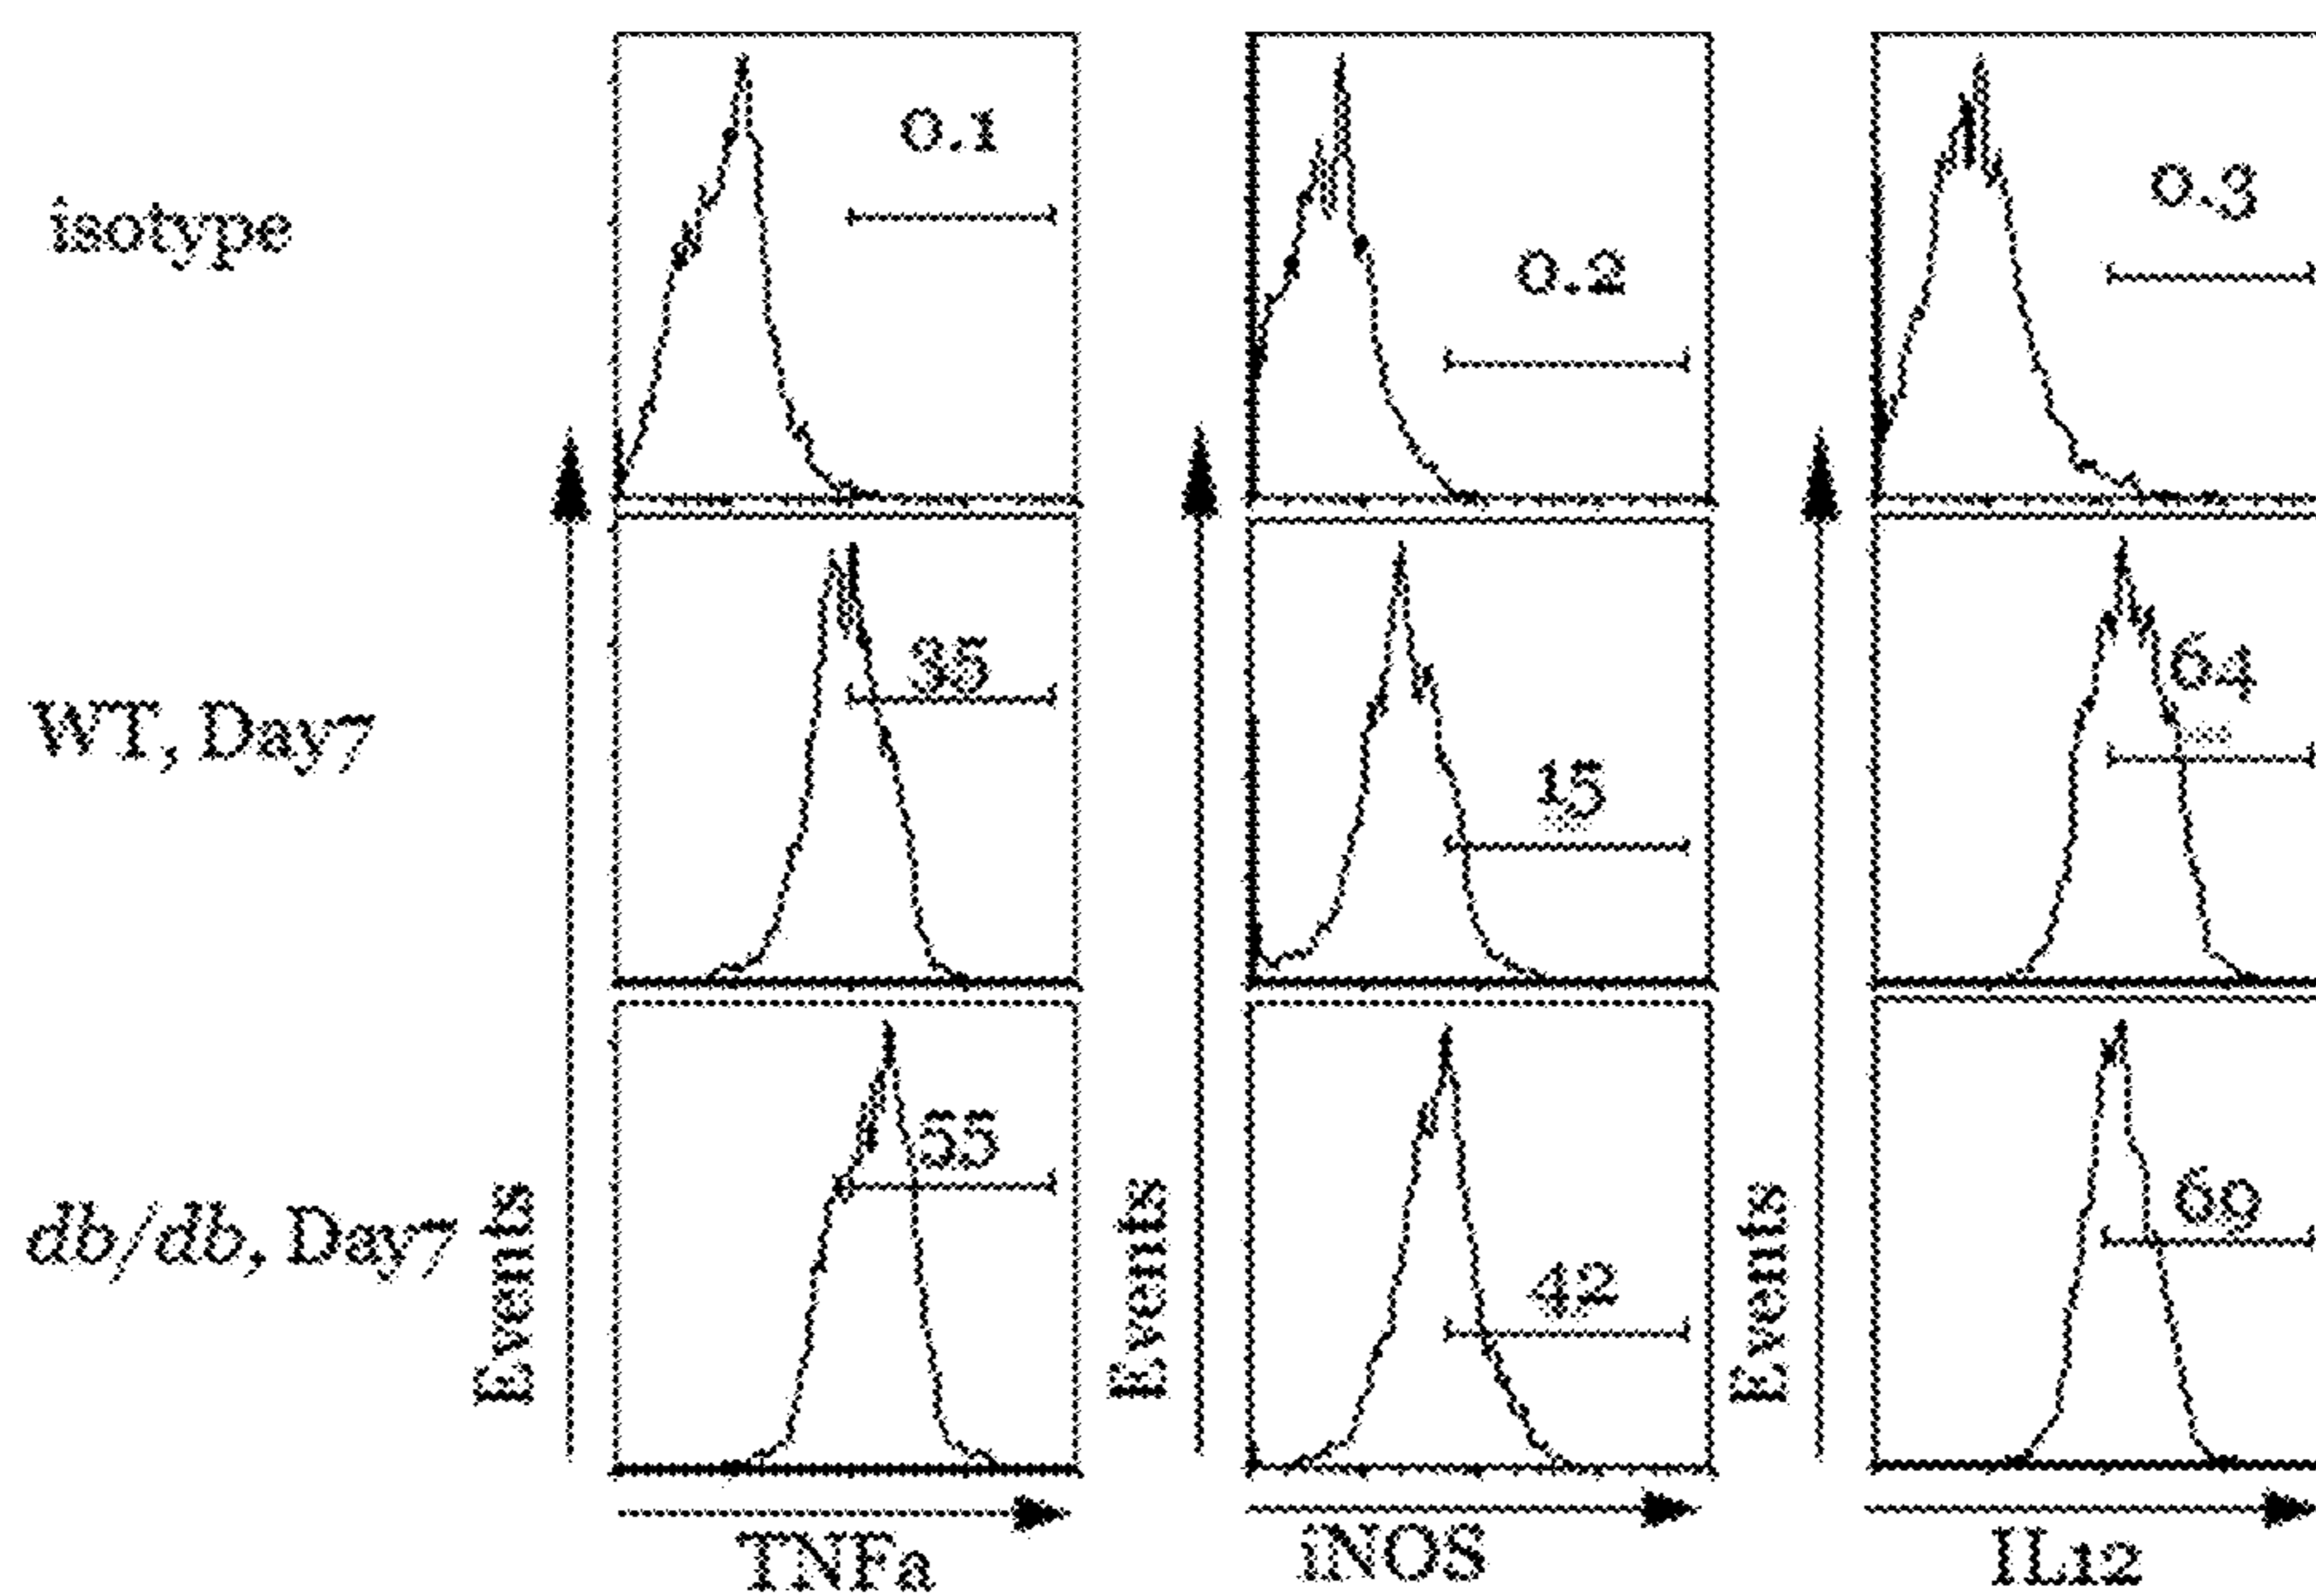 isotype
0.1
0.2
0.3
WT, Day7
35
15
64
db/db, Day7
55
42
69
Events
Events
Events
TNFa
iNOS
IL12